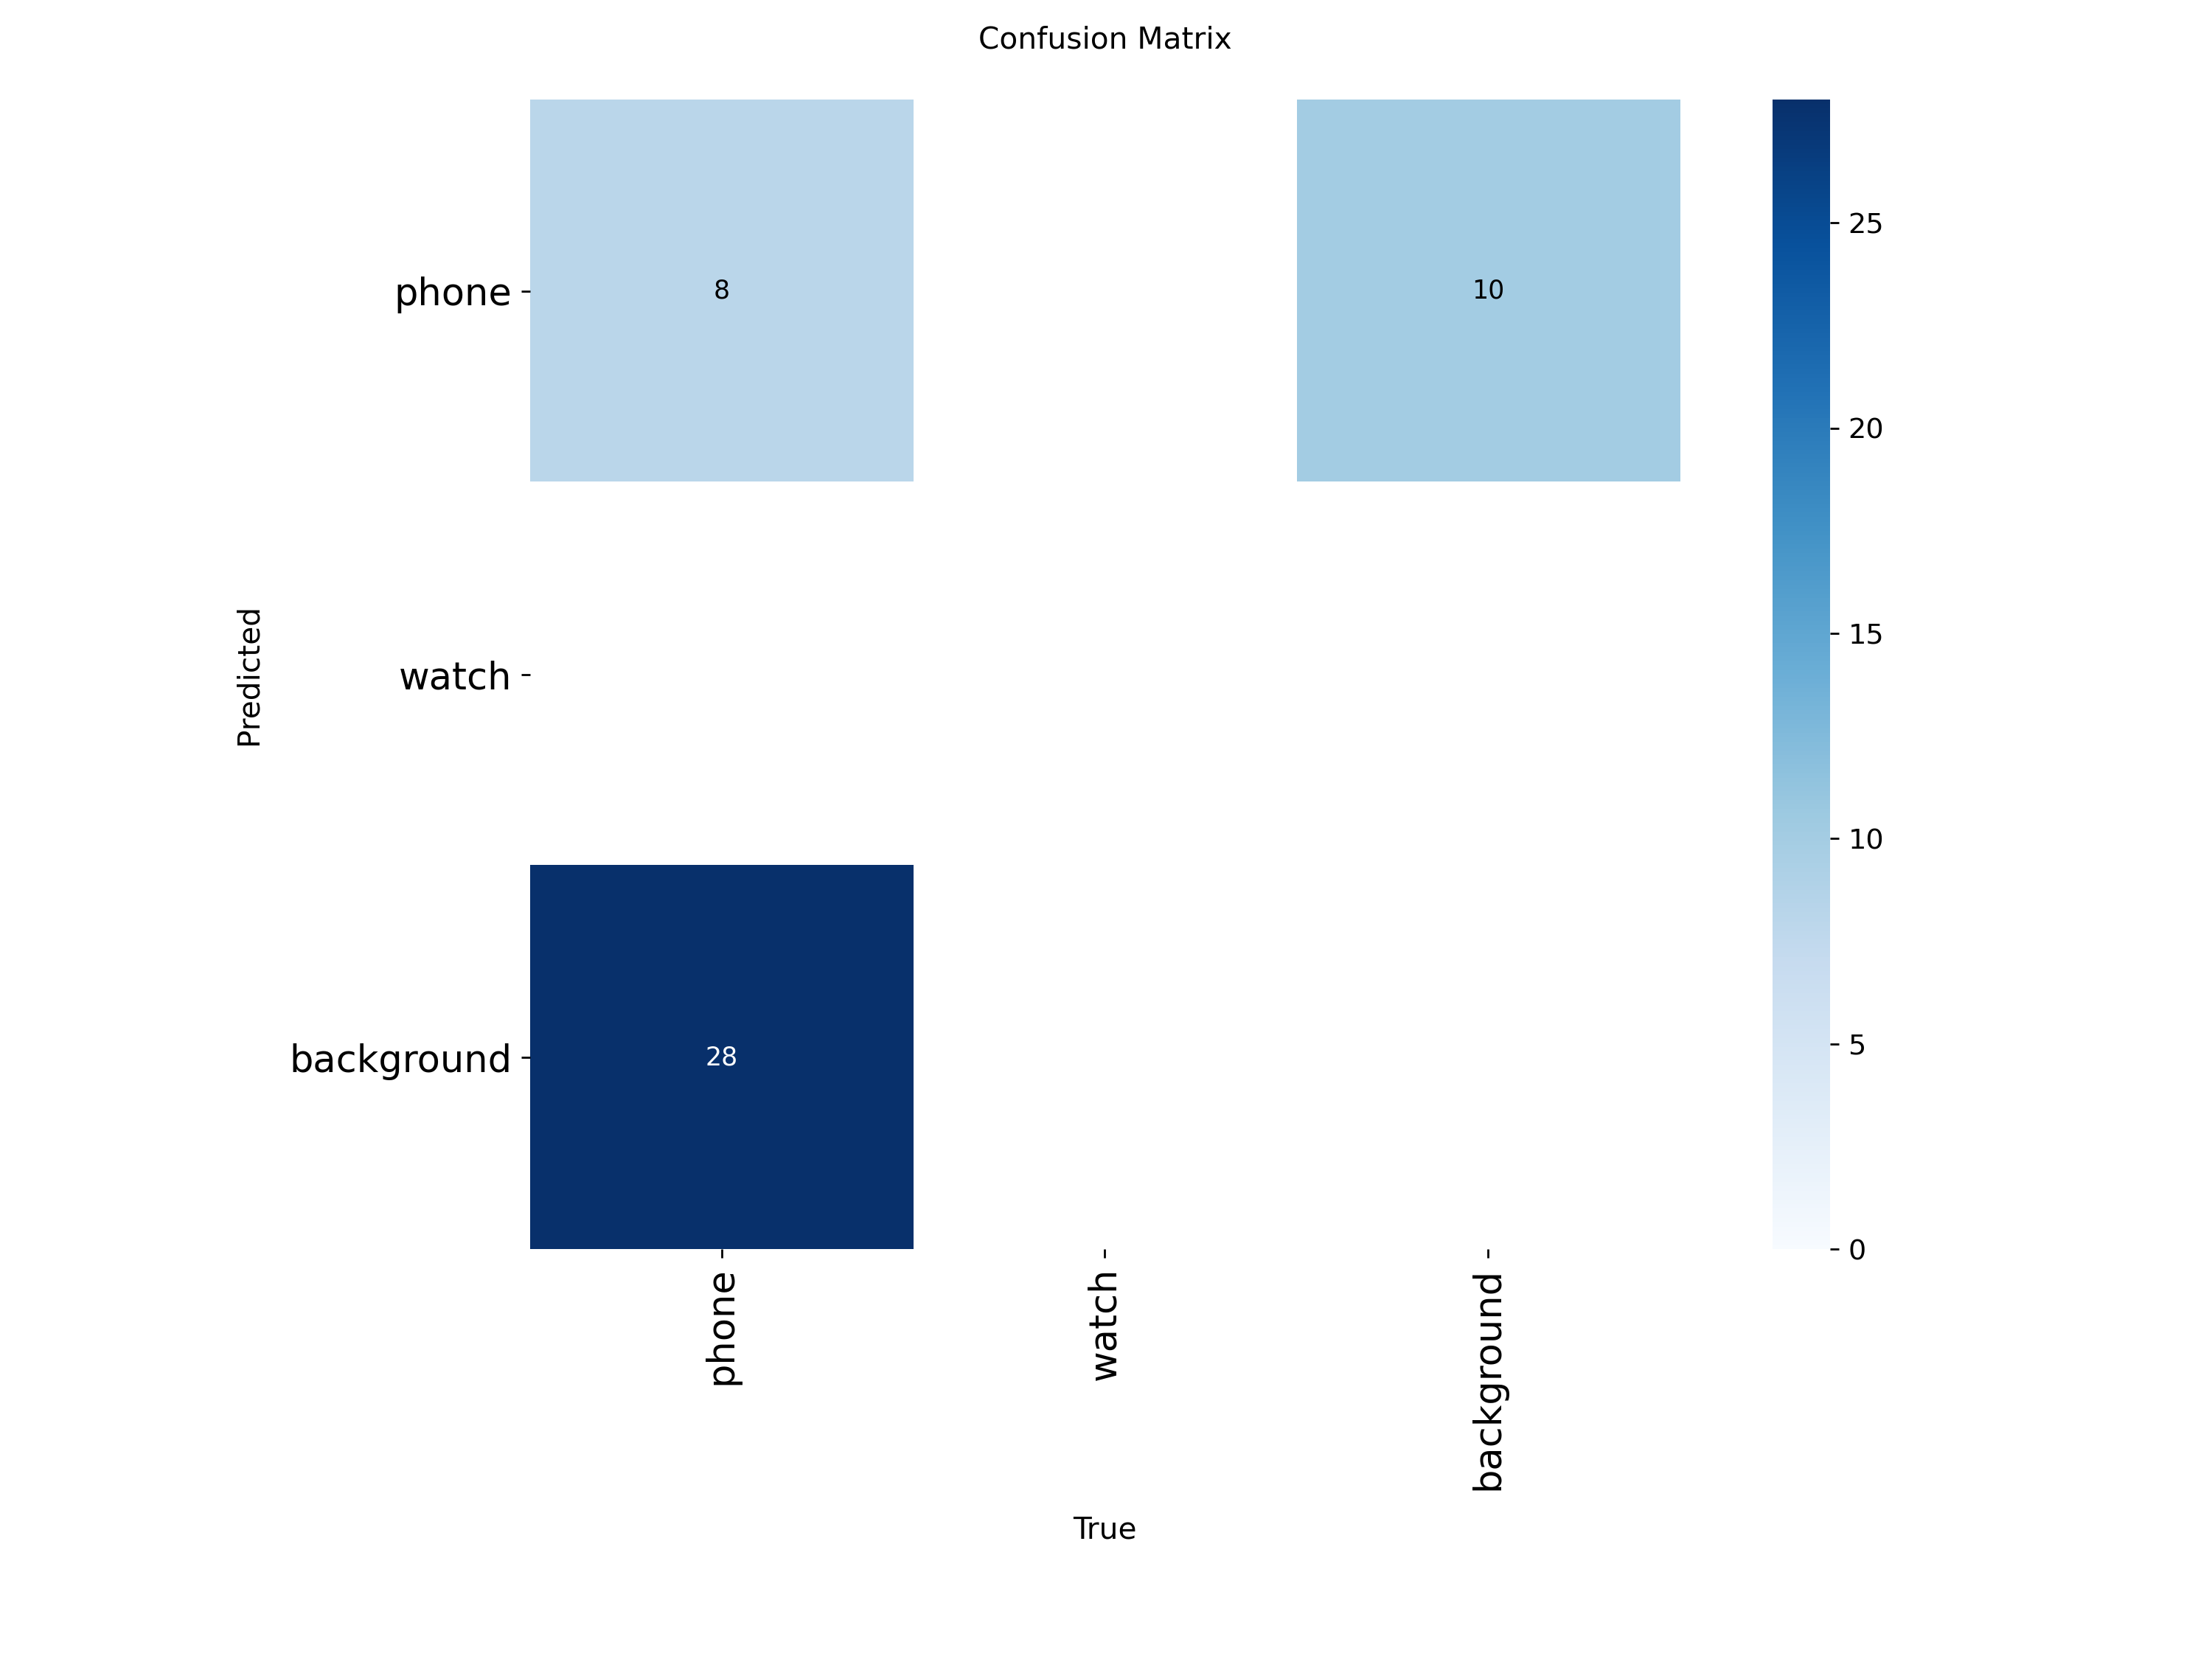 Confusion Matrix
Predicted
phone
watch
background
8
10
28
phone
watch
background
True
25
20
15
10
5
0